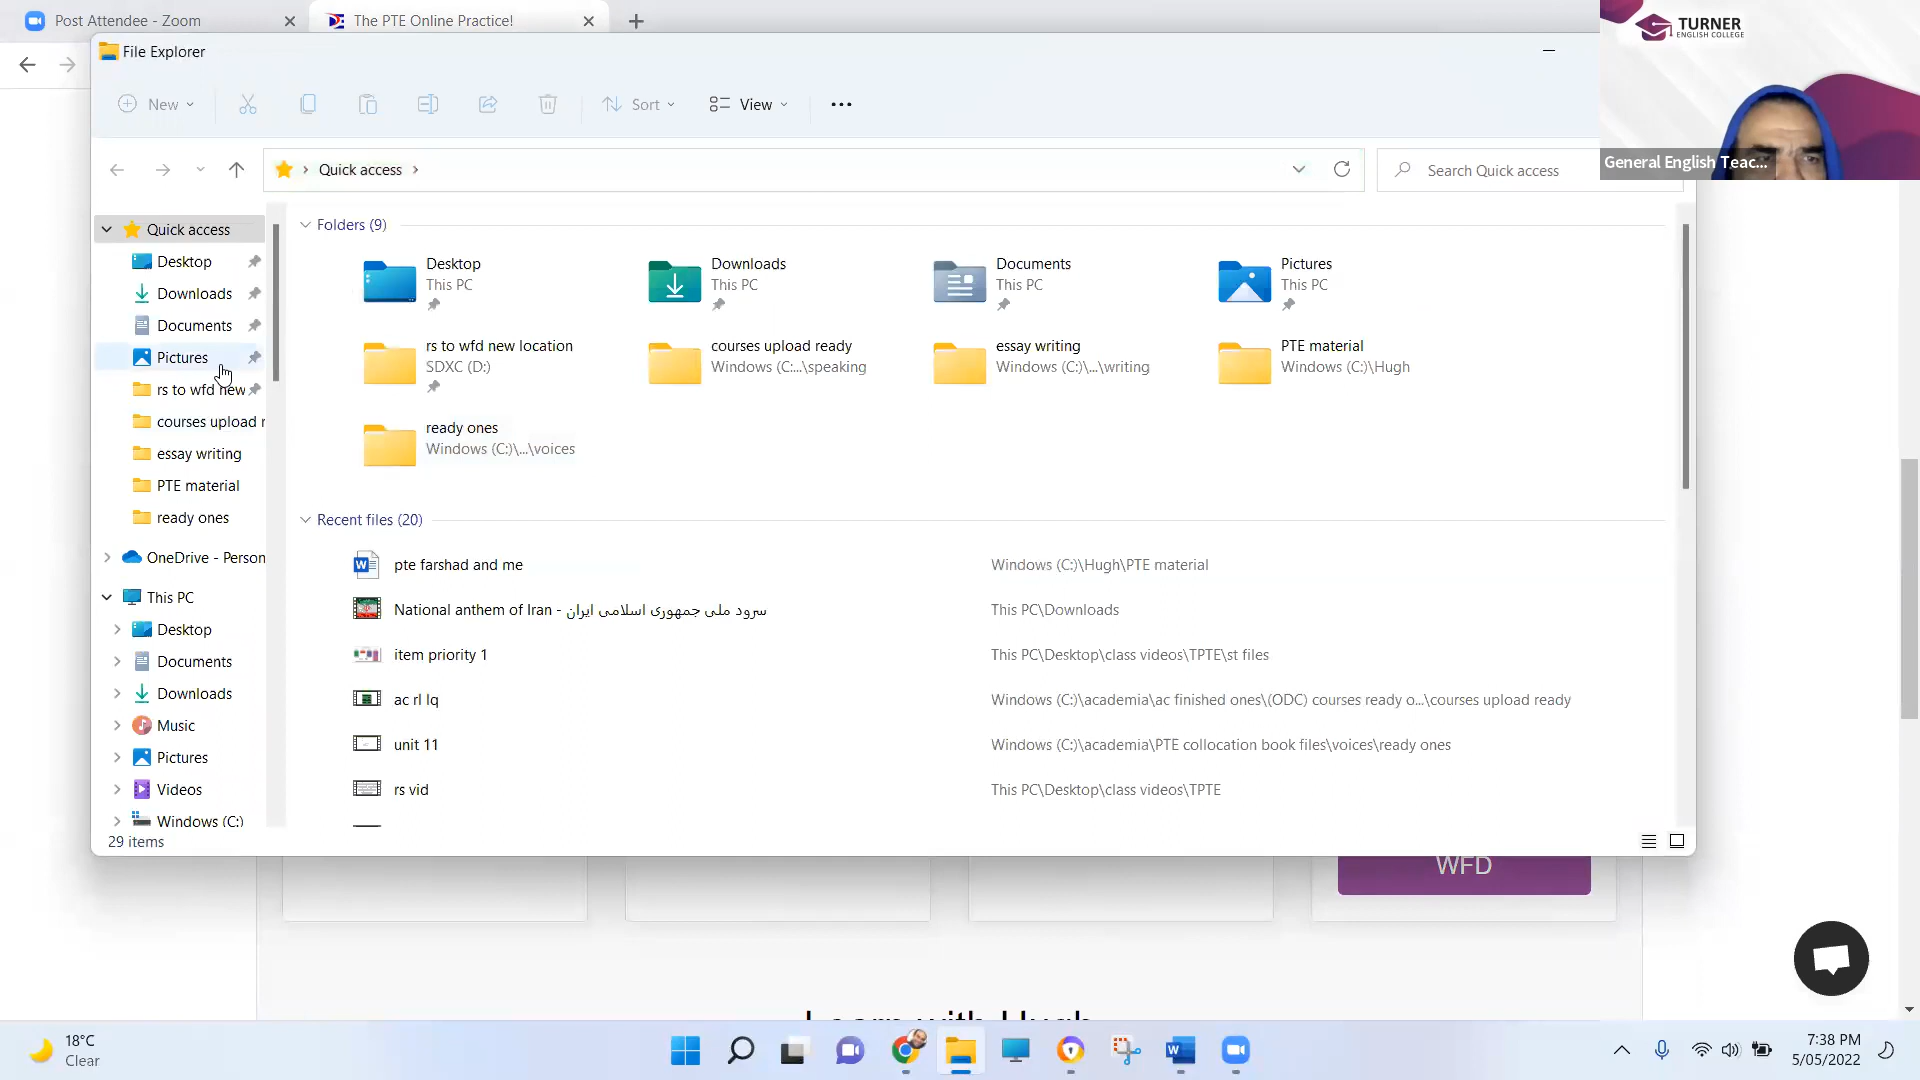 Post Attendee - Zoom
The PTE Online Practice!
File Explorer
New
Sort
View
Quick access
Search Quick access
TURNER
ENGLISH COLLEGE
General English Teac...
Quick access
Desktop
Downloads
Documents
Pictures
rs to wfd new
courses upload r
essay writing
PTE material
ready ones
OneDrive - Person
This PC
Desktop
Documents
Downloads
Music
Pictures
Videos
Windows (C:)
29 items
Folders (9)
Desktop
This PC
Downloads
This PC
Documents
This PC
Pictures
This PC
rs to wfd new location
SDXC (D:)
courses upload ready
Windows (C:...\speaking
essay writing
Windows (C:)\...\writing
PTE material
Windows (C:)\Hugh
ready ones
Windows (C:)\...\voices
Recent files (20)
pte farshad and me Windows (C:)\Hugh\PTE material
National anthem of Iran - سرود ملی جمهوری اسلامی ایران This PC\Downloads
item priority 1 This PC\Desktop\class videos\TPTE\st files
ac rl lq Windows (C:)\academia\ac finished ones\(ODC) courses ready o...\courses upload ready
unit 11 Windows (C:)\academia\PTE collocation book files\voices\ready ones
rs vid This PC\Desktop\class videos\TPTE
WFD
Learn with Hugh
18°C
Clear
7:38 PM
5/05/2022